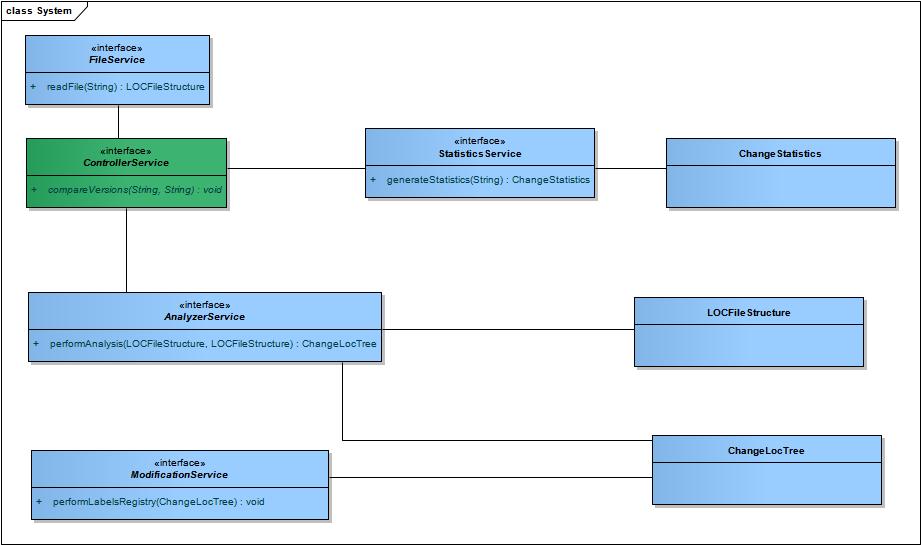 class System
«interface»
FileService
+ readFile(String) : LOCFileStructure
«interface»
ControllerService
+ compareVersions(String, String) : void
«interface»
StatisticsService
+ generateStatistics(String) : ChangeStatistics
ChangeStatistics
«interface»
AnalyzerService
+ performAnalysis(LOCFileStructure, LOCFileStructure) : ChangeLocTree
LOCFileStructure
«interface»
ModificationService
+ performLabelsRegistry(ChangeLocTree) : void
ChangeLocTree